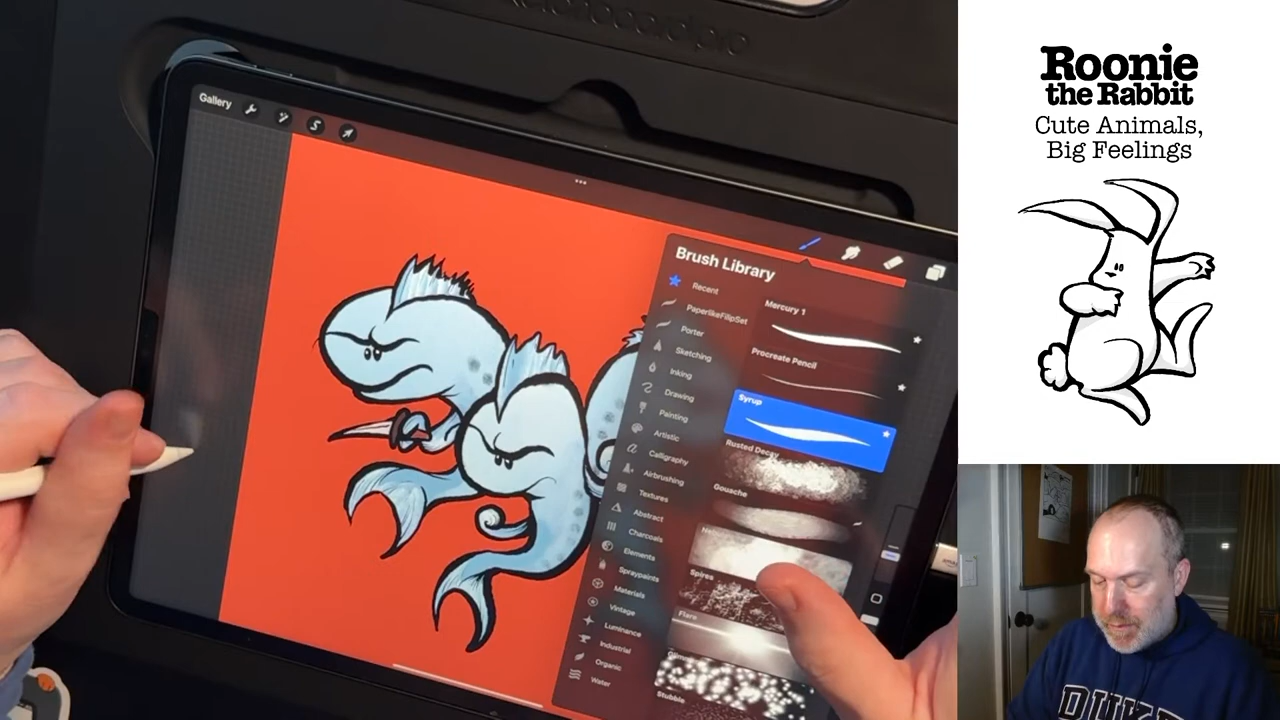 Gallery
Brush Library
Recent
PaperlikeFilipSet
Porter
Sketching
Inking
Drawing
Painting
Artistic
Calligraphy
Airbrushing
Textures
Abstract
Charcoals
Elements
Spraypaints
Materials
Vintage
Luminance
Industrial
Organic
Water
Mercury 1
Procreate Pencil
Syrup
Rusted Decay
Gouache
Spires
Flare
Stubble
Roonie
the Rabbit
Cute Animals,
Big Feelings